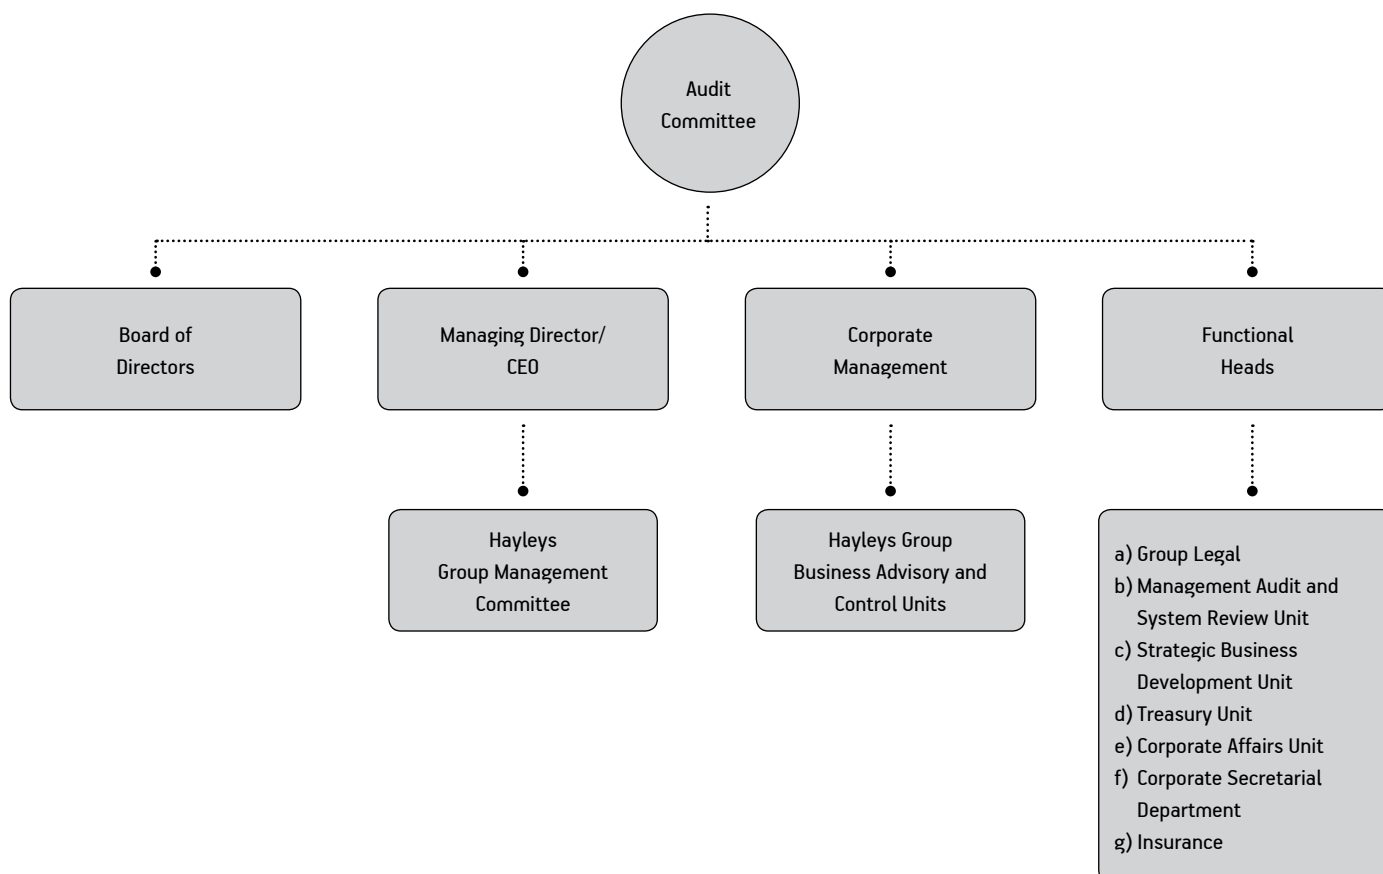 Audit
Committee
Board of
Directors
Managing Director/
CEO
Corporate
Management
Functional
Heads
Hayleys
Group Management
Committee
Hayleys Group
Business Advisory and
Control Units
a) Group Legal
b) Management Audit and
System Review Unit
c) Strategic Business
Development Unit
d) Treasury Unit
e) Corporate Affairs Unit
f) Corporate Secretarial
Department
g) Insurance